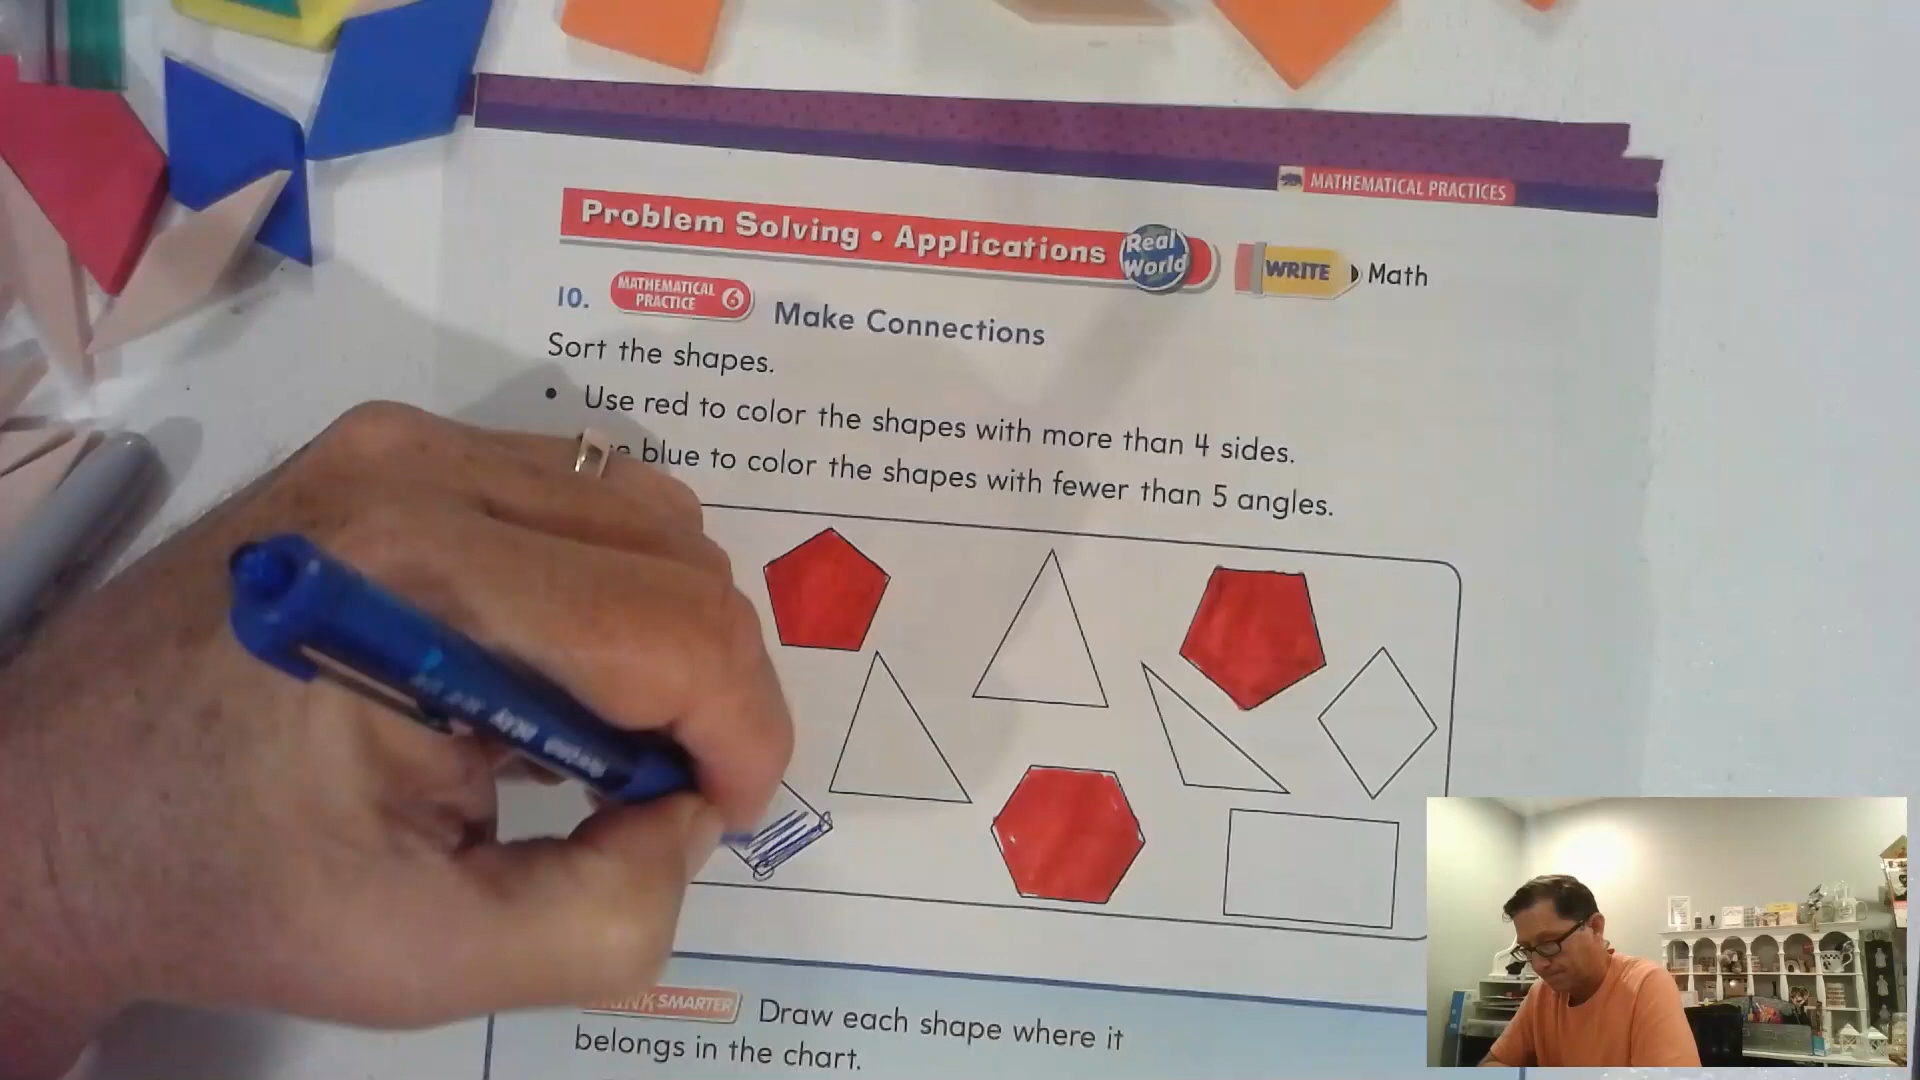 MATHEMATICAL PRACTICES
Problem Solving • Applications Real World WRITE Math
10. MATHEMATICAL PRACTICE 6 Make Connections
Sort the shapes.
• Use red to color the shapes with more than 4 sides.
blue to color the shapes with fewer than 5 angles.
SMARTER Draw each shape where it
belongs in the chart.